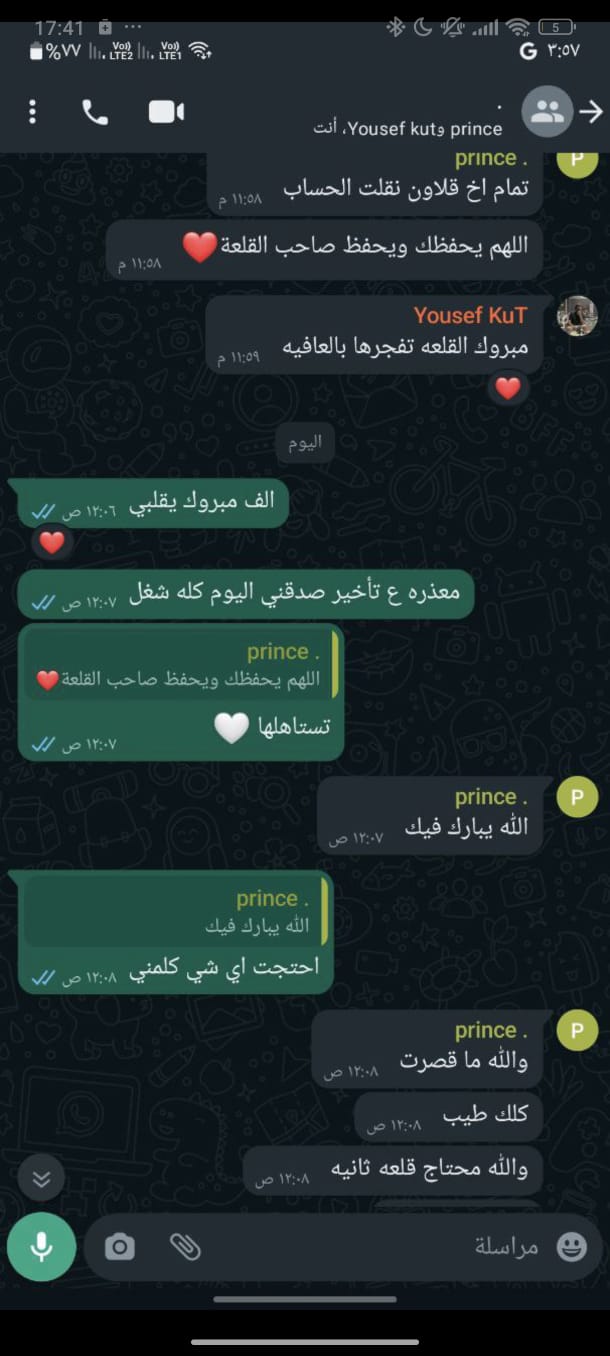 17:41
5
%٧٧ Vo) LTE2 Vo) LTE1
G ٣:٥٧
.
prince وYousef kut، أنت
prince .
P
تمام اخ قلاون نقلت الحساب
١١:٥٨ م
اللهم يحفظك ويحفظ صاحب القلعة❤️
١١:٥٨ م
Yousef KuT
مبروك القلعه تفجرها بالعافيه
١١:٥٩ م
❤️
اليوم
الف مبروك يقلبي
١٢:٠٦ ص
❤️
معذره ع تأخير صدقني اليوم كله شغل
١٢:٠٧ ص
prince .
اللهم يحفظك ويحفظ صاحب القلعة❤️
تستاهلها 🤍
١٢:٠٧ ص
prince .
P
الله يبارك فيك
١٢:٠٧ ص
prince .
الله يبارك فيك
احتجت اي شي كلمني
١٢:٠٨ ص
prince .
P
والله ما قصرت
١٢:٠٨ ص
كلك طيب
١٢:٠٨ ص
والله محتاج قلعه ثانيه
١٢:٠٨ ص
مراسلة